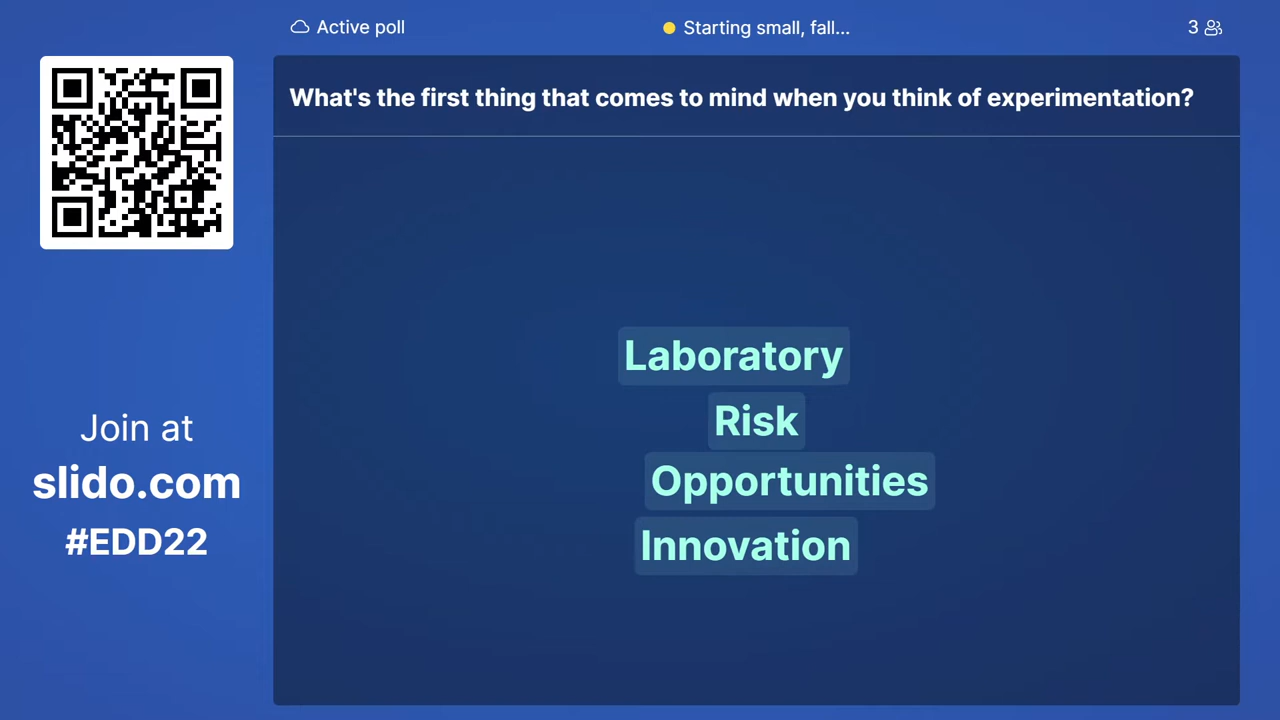 Active poll
Starting small, fall...
3
What's the first thing that comes to mind when you think of experimentation?
Laboratory
Risk
Opportunities
Innovation
Join at
slido.com
#EDD22